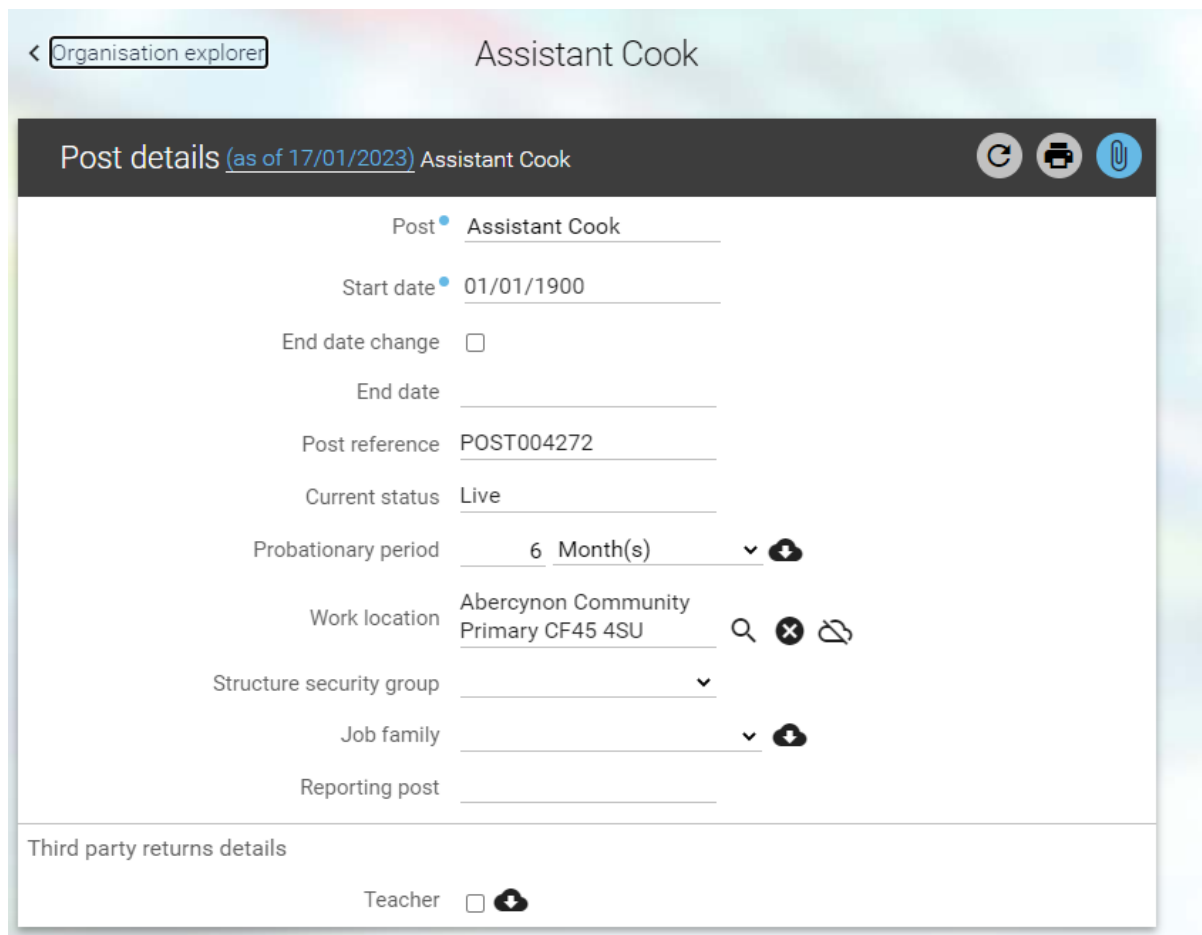 Organisation explorer
Assistant Cook
Post details (as of 17/01/2023) Assistant Cook
Post Assistant Cook
Start date 01/01/1900
End date change
End date
Post reference POST004272
Current status Live
Probationary period 6 Month(s)
Work location Abercynon Community
Primary CF45 4SU
Structure security group
Job family
Reporting post
Third party returns details
Teacher